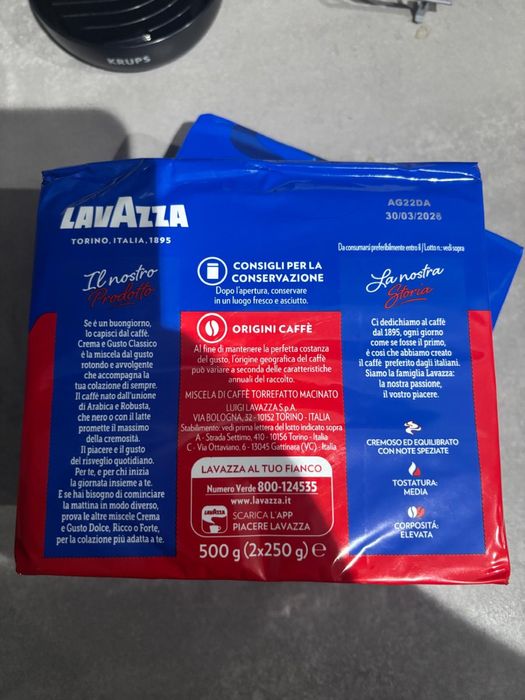 KRUPS
LAVAZZA
TORINO, ITALIA, 1895
AG22DA
30/03/2026
Da consumarsi preferibilmente entro il / Lotto n.: vedi sopra
Il nostro
Prodotto
Se è un buongiorno,
lo capisci dal caffè.
Crema e Gusto Classico
è la miscela dal gusto
rotondo e avvolgente
che accompagna la
tua colazione di sempre.
Il caffè nato dall'unione
di Arabica e Robusta,
che nero o con il latte
promette il massimo
della cremosità.
Il piacere e il gusto
del risveglio quotidiano.
Per te, e per chi inizia
la giornata insieme a te.
E se hai bisogno di cominciare
la mattina in modo diverso,
prova le altre miscele Crema
e Gusto Dolce, Ricco o Forte,
per la colazione più adatta a te.
CONSIGLI PER LA
CONSERVAZIONE
Dopo l'apertura, conservare
in un luogo fresco e asciutto.
ORIGINI CAFFÈ
Al fine di mantenere la perfetta costanza
del gusto, l'origine geografica del caffè
può variare a seconda delle caratteristiche
annuali del raccolto.
MISCELA DI CAFFÈ TORREFATTO MACINATO
LUIGI LAVAZZA S.p.A.
VIA BOLOGNA, 32 - 10152 TORINO - ITALIA
Stabilimento: vedi prima lettera del lotto indicato sopra
A - Strada Settimo, 410 - 10156 Torino - Italia
C - Via Ottaviano, 6 - 13045 Gattinara (VC) - Italia
LAVAZZA AL TUO FIANCO
Numero Verde 800-124535
www.lavazza.it
LAVAZZA
SCARICA L'APP
PIACERE LAVAZZA
500 g (2x250 g) e
La nostra
Storia
Ci dedichiamo al caffè
dal 1895, ogni giorno
come se fosse il primo,
è così che abbiamo creato
il caffè preferito dagli italiani.
Siamo la famiglia Lavazza:
la nostra passione,
il vostro piacere.
CREMOSO ED EQUILIBRATO
CON NOTE SPEZIATE
TOSTATURA:
MEDIA
CORPOSITÀ:
ELEVATA